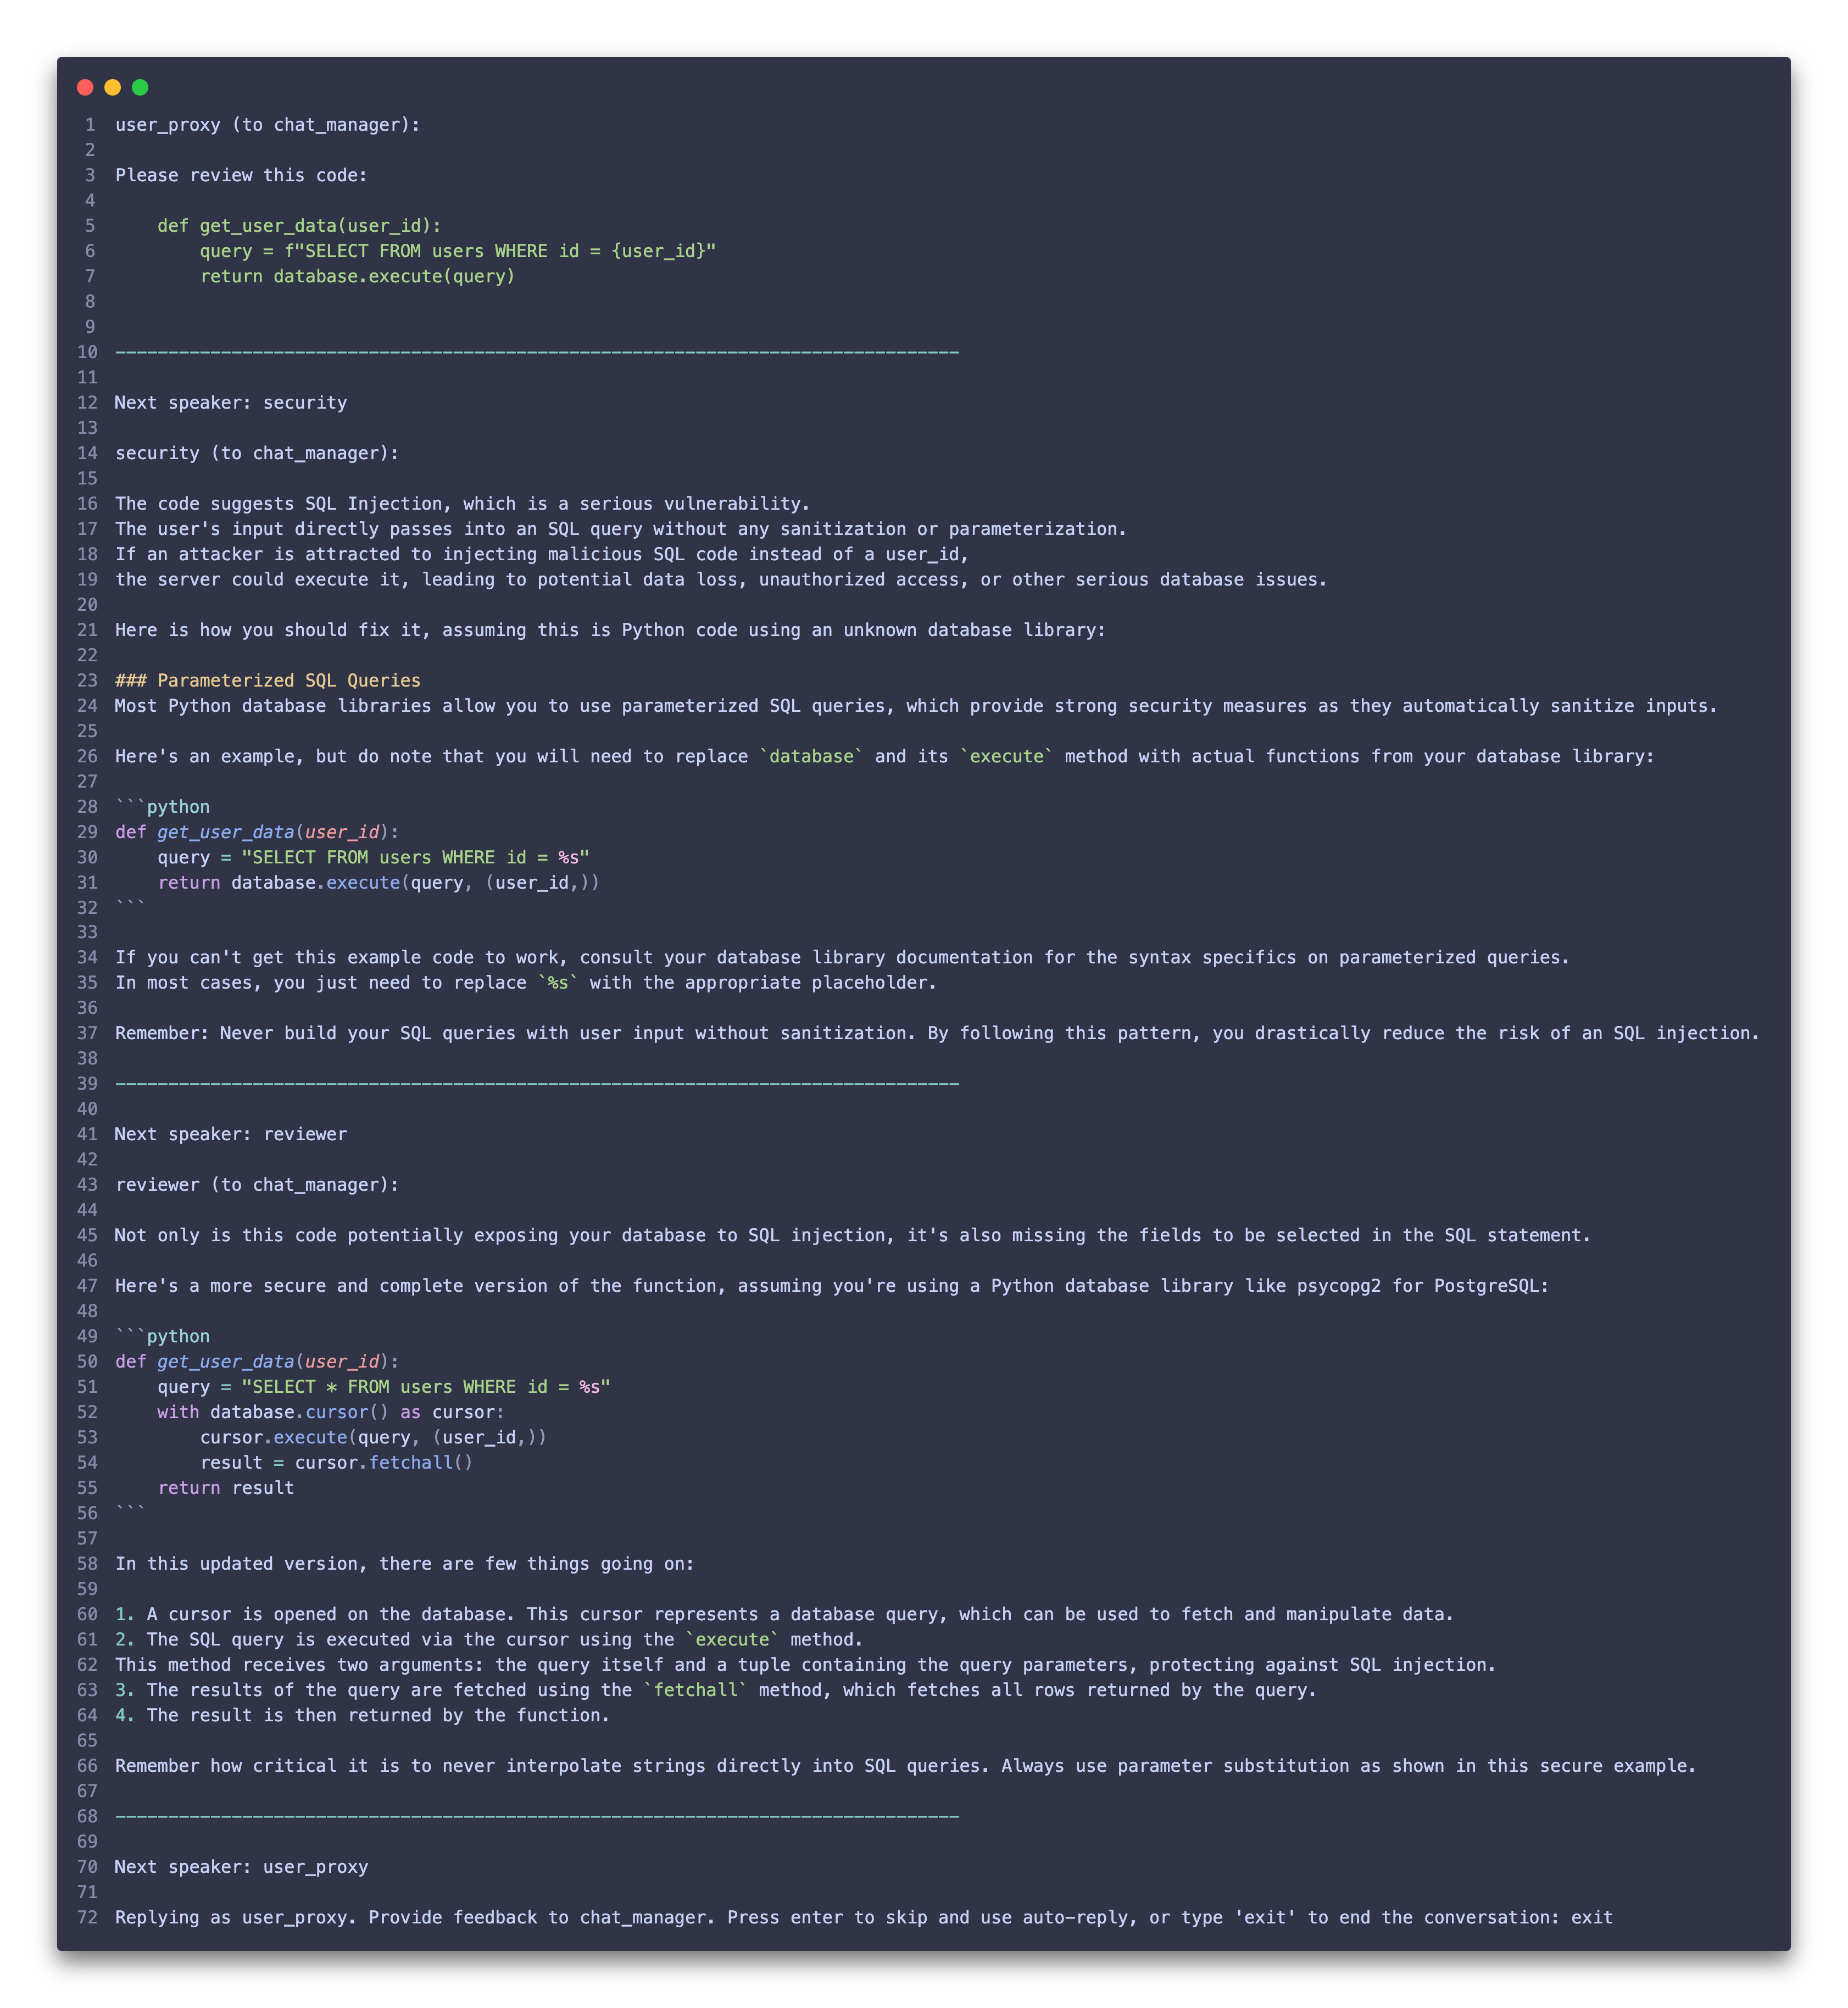 1 user_proxy (to chat_manager):
2
3 Please review this code:
4
5     def get_user_data(user_id):
6         query = f"SELECT FROM users WHERE id = {user_id}"
7         return database.execute(query)
8
9
10 --------------------------------------------------------------------------------
11
12 Next speaker: security
13
14 security (to chat_manager):
15
16 The code suggests SQL Injection, which is a serious vulnerability.
17 The user's input directly passes into an SQL query without any sanitization or parameterization.
18 If an attacker is attracted to injecting malicious SQL code instead of a user_id,
19 the server could execute it, leading to potential data loss, unauthorized access, or other serious database issues.
20
21 Here is how you should fix it, assuming this is Python code using an unknown database library:
22
23 ### Parameterized SQL Queries
24 Most Python database libraries allow you to use parameterized SQL queries, which provide strong security measures as they automatically sanitize inputs.
25
26 Here's an example, but do note that you will need to replace `database` and its `execute` method with actual functions from your database library:
27
28 ```python
29 def get_user_data(user_id):
30     query = "SELECT FROM users WHERE id = %s"
31     return database.execute(query, (user_id,))
32 ```
33
34 If you can't get this example code to work, consult your database library documentation for the syntax specifics on parameterized queries.
35 In most cases, you just need to replace `%s` with the appropriate placeholder.
36
37 Remember: Never build your SQL queries with user input without sanitization. By following this pattern, you drastically reduce the risk of an SQL injection.
38
39 --------------------------------------------------------------------------------
40
41 Next speaker: reviewer
42
43 reviewer (to chat_manager):
44
45 Not only is this code potentially exposing your database to SQL injection, it's also missing the fields to be selected in the SQL statement.
46
47 Here's a more secure and complete version of the function, assuming you're using a Python database library like psycopg2 for PostgreSQL:
48
49 ```python
50 def get_user_data(user_id):
51     query = "SELECT * FROM users WHERE id = %s"
52     with database.cursor() as cursor:
53         cursor.execute(query, (user_id,))
54         result = cursor.fetchall()
55     return result
56 ```
57
58 In this updated version, there are few things going on:
59
60 1. A cursor is opened on the database. This cursor represents a database query, which can be used to fetch and manipulate data.
61 2. The SQL query is executed via the cursor using the `execute` method.
62 This method receives two arguments: the query itself and a tuple containing the query parameters, protecting against SQL injection.
63 3. The results of the query are fetched using the `fetchall` method, which fetches all rows returned by the query.
64 4. The result is then returned by the function.
65
66 Remember how critical it is to never interpolate strings directly into SQL queries. Always use parameter substitution as shown in this secure example.
67
68 --------------------------------------------------------------------------------
69
70 Next speaker: user_proxy
71
72 Replying as user_proxy. Provide feedback to chat_manager. Press enter to skip and use auto-reply, or type 'exit' to end the conversation: exit